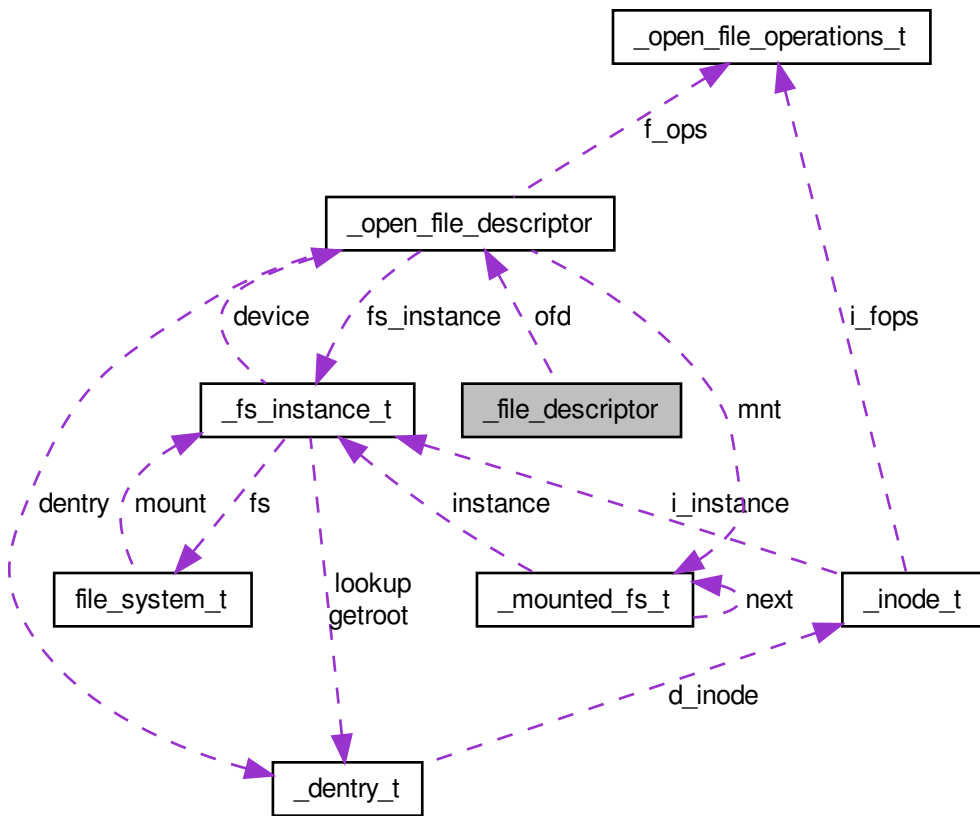 _open_file_operations_t
f_ops
_open_file_descriptor
device
fs_instance
ofd
i_fops
_fs_instance_t
_file_descriptor
mnt
dentry
mount
fs
instance
i_instance
file_system_t
lookup
getroot
_mounted_fs_t
next
_inode_t
d_inode
_dentry_t